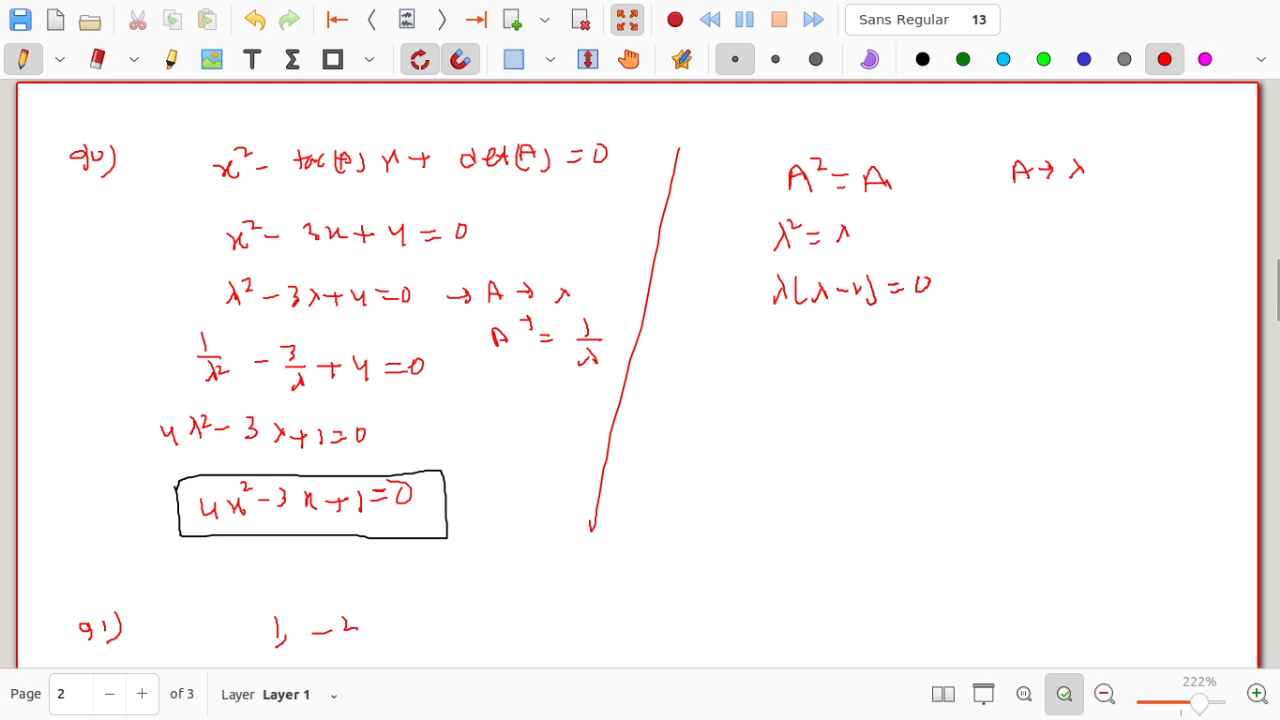 Sans Regular 13
90) x² - trac(A) x + det(A) = 0
x² - 3x + 4 = 0
λ² - 3λ + 4 = 0 → A → λ
A⁻¹ = 1/λ
1/λ² - 3/λ + 4 = 0
4λ² - 3λ + 1 = 0
4x² - 3x + 1 = 0
A² = A A → λ
λ² = λ
λ[λ - 1] = 0
91) 1, -2
Page 2 of 3 Layer Layer 1 222%